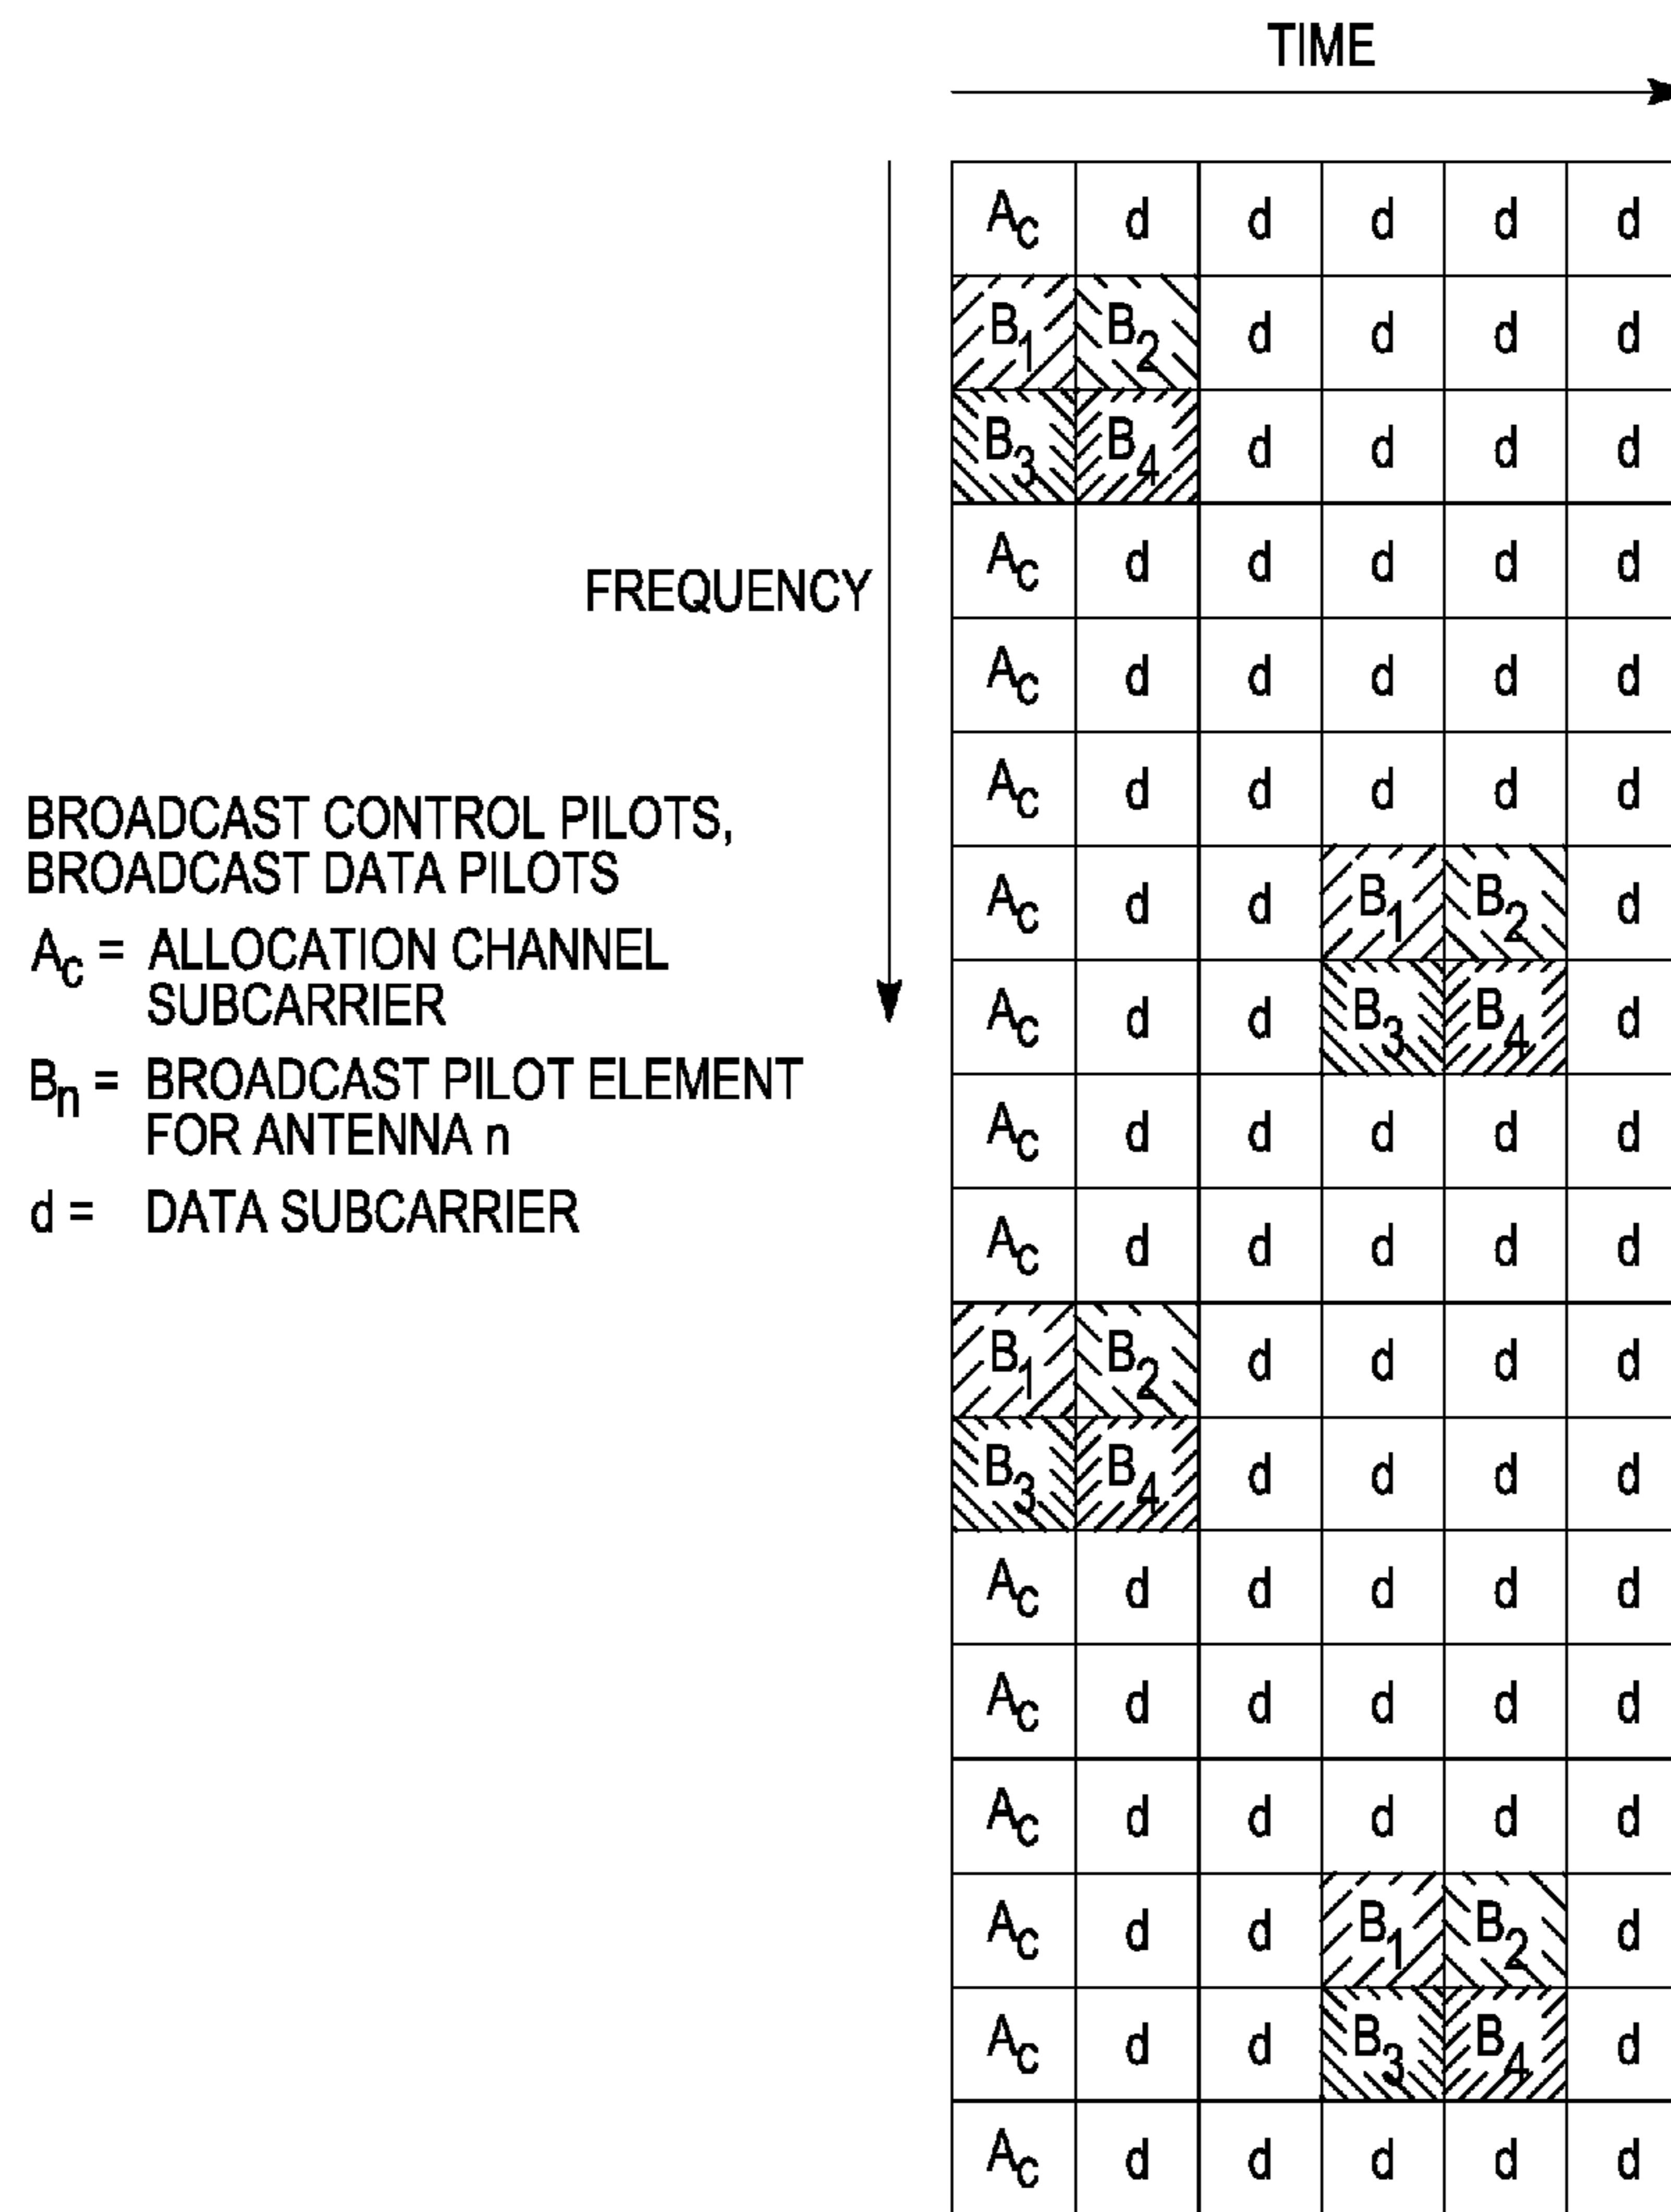 TIME
FREQUENCY
BROADCAST CONTROL PILOTS,
BROADCAST DATA PILOTS
Ac = ALLOCATION CHANNEL
SUBCARRIER
Bn = BROADCAST PILOT ELEMENT
FOR ANTENNA n
d = DATA SUBCARRIER
Ac d d d d d
B1 B2 d d d d
B3 B4 d d d d
Ac d d d d d
Ac d d d d d
Ac d d d d d
Ac d d B1 B2 d
Ac d d B3 B4 d
Ac d d d d d
Ac d d d d d
B1 B2 d d d d
B3 B4 d d d d
Ac d d d d d
Ac d d d d d
Ac d d d d d
Ac d d B1 B2 d
Ac d d B3 B4 d
Ac d d d d d